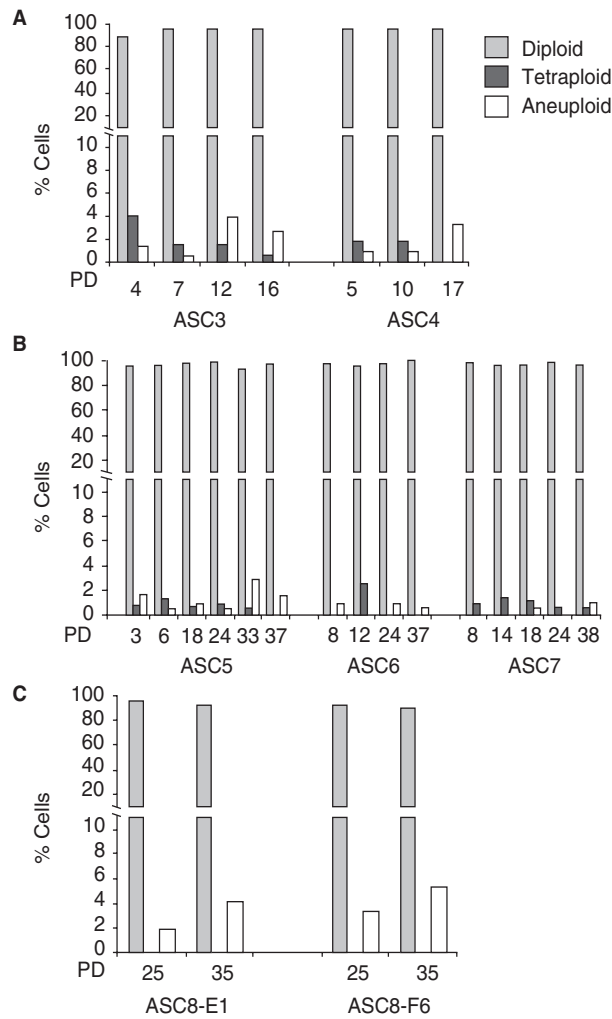 A
100
80
60
40
20
10
8
6
4
2
0
% Cells
Diploid
Tetraploid
Aneuploid
PD
4 7 12 16 5 10 17
ASC3 ASC4
B
100
80
60
40
20
10
8
6
4
2
0
% Cells
PD
3 6 18 24 33 37 8 12 24 37 8 14 18 24 38
ASC5 ASC6 ASC7
C
100
80
60
40
20
10
8
6
4
2
0
% Cells
PD
25 35 25 35
ASC8-E1 ASC8-F6